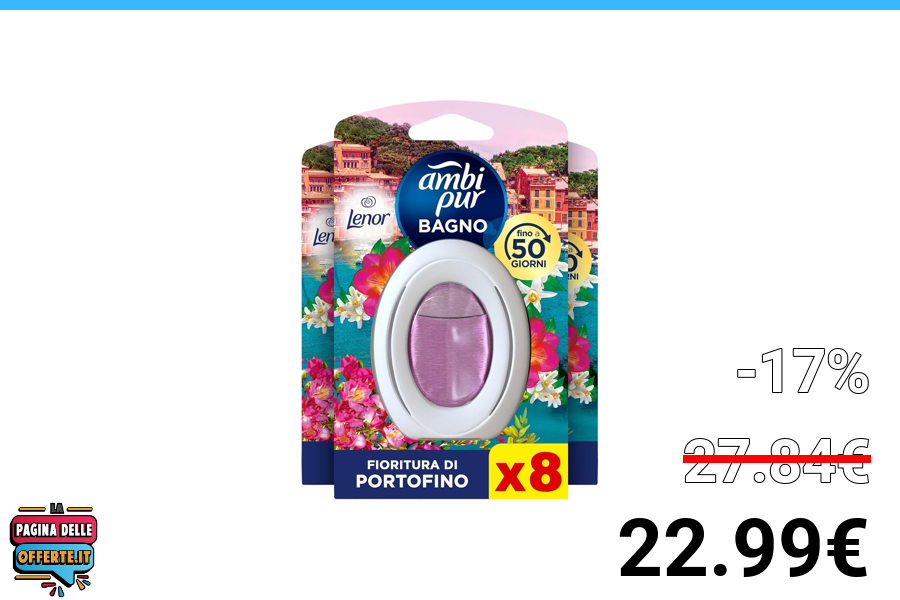 ambi
pur
BAGNO
Lenor
fino a
50
GIORNI
FIORITURA DI
PORTOFINO
x8
-17%
27.84€
22.99€
LA
PAGINA DELLE
OFFERTE.IT